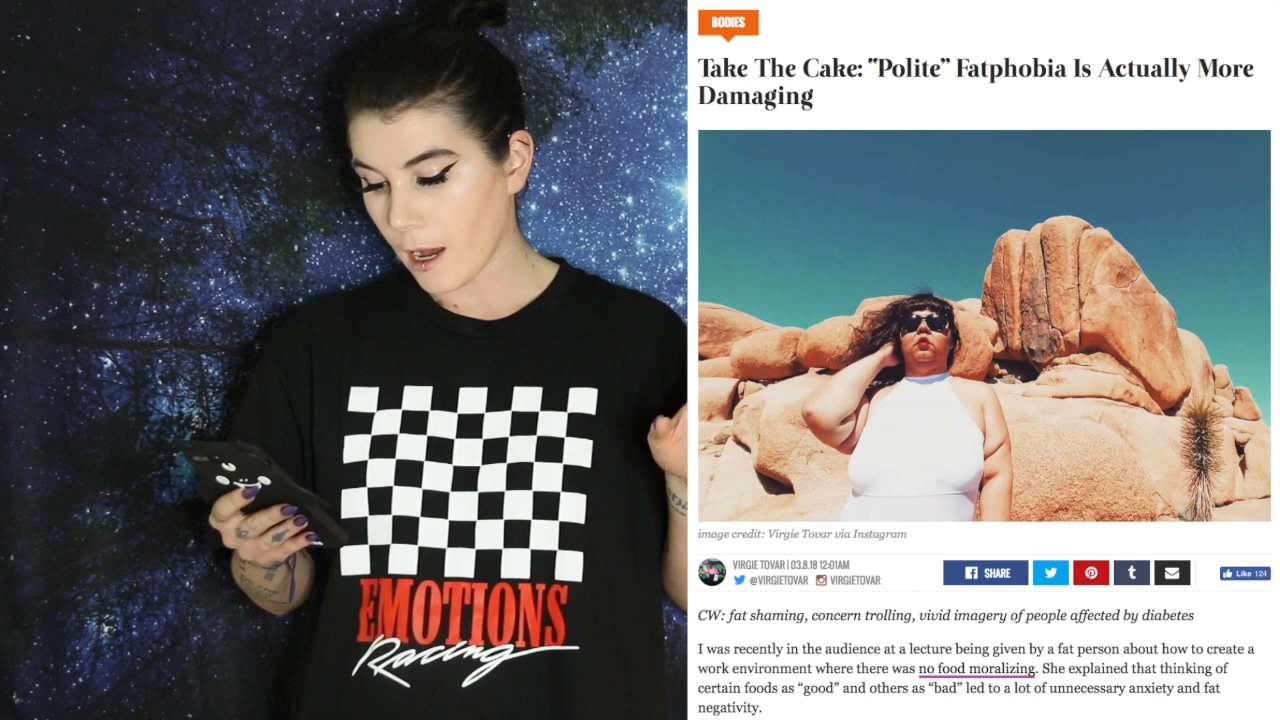 EMOTIONS
Racing
BODIES
Take The Cake: "Polite" Fatphobia Is Actually More
Damaging
image credit: Virgie Tovar via Instagram
VIRGIE TOVAR | 03.8.18 12:01AM
@VIRGIETOVAR VIRGIETOVAR
SHARE
Like 124
CW: fat shaming, concern trolling, vivid imagery of people affected by diabetes
I was recently in the audience at a lecture being given by a fat person about how to create a
work environment where there was no food moralizing. She explained that thinking of
certain foods as “good” and others as “bad” led to a lot of unnecessary anxiety and fat
negativity.